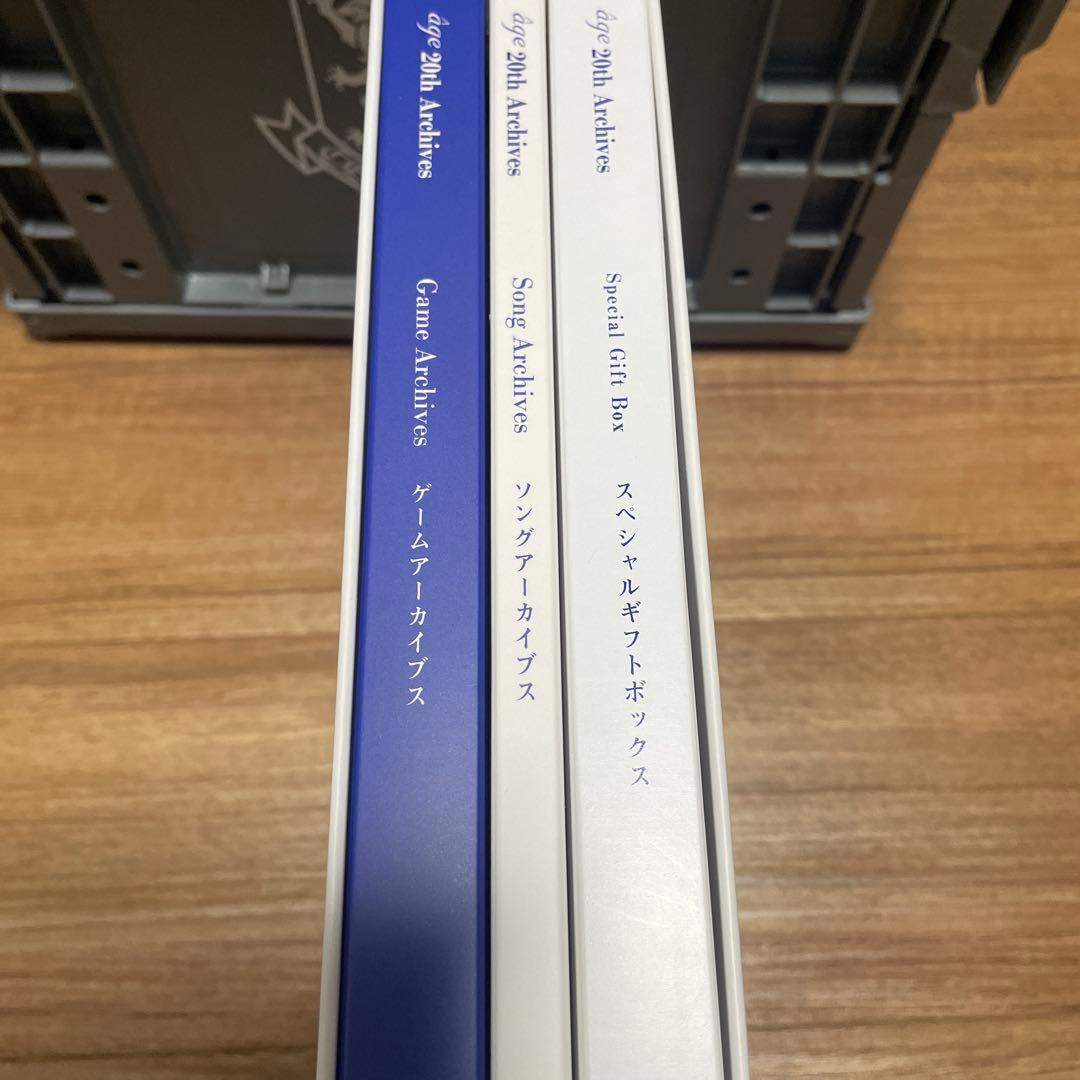 âge 20th Archives Game Archives ゲームアーカイブス
âge 20th Archives Song Archives ソングアーカイブス
âge 20th Archives Special Gift Box スペシャルギフトボックス